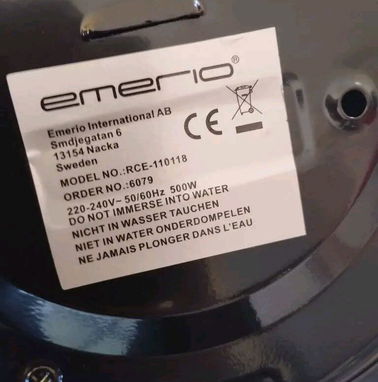 emerio®
Emerio International AB
Smdjegatan 6
13154 Nacka
Sweden
MODEL NO.:RCE-110118
ORDER NO.:6079
220-240V~ 50/60Hz 500W
DO NOT IMMERSE INTO WATER
NICHT IN WASSER TAUCHEN
NIET IN WATER ONDERDOMPELEN
NE JAMAIS PLONGER DANS L'EAU
CE